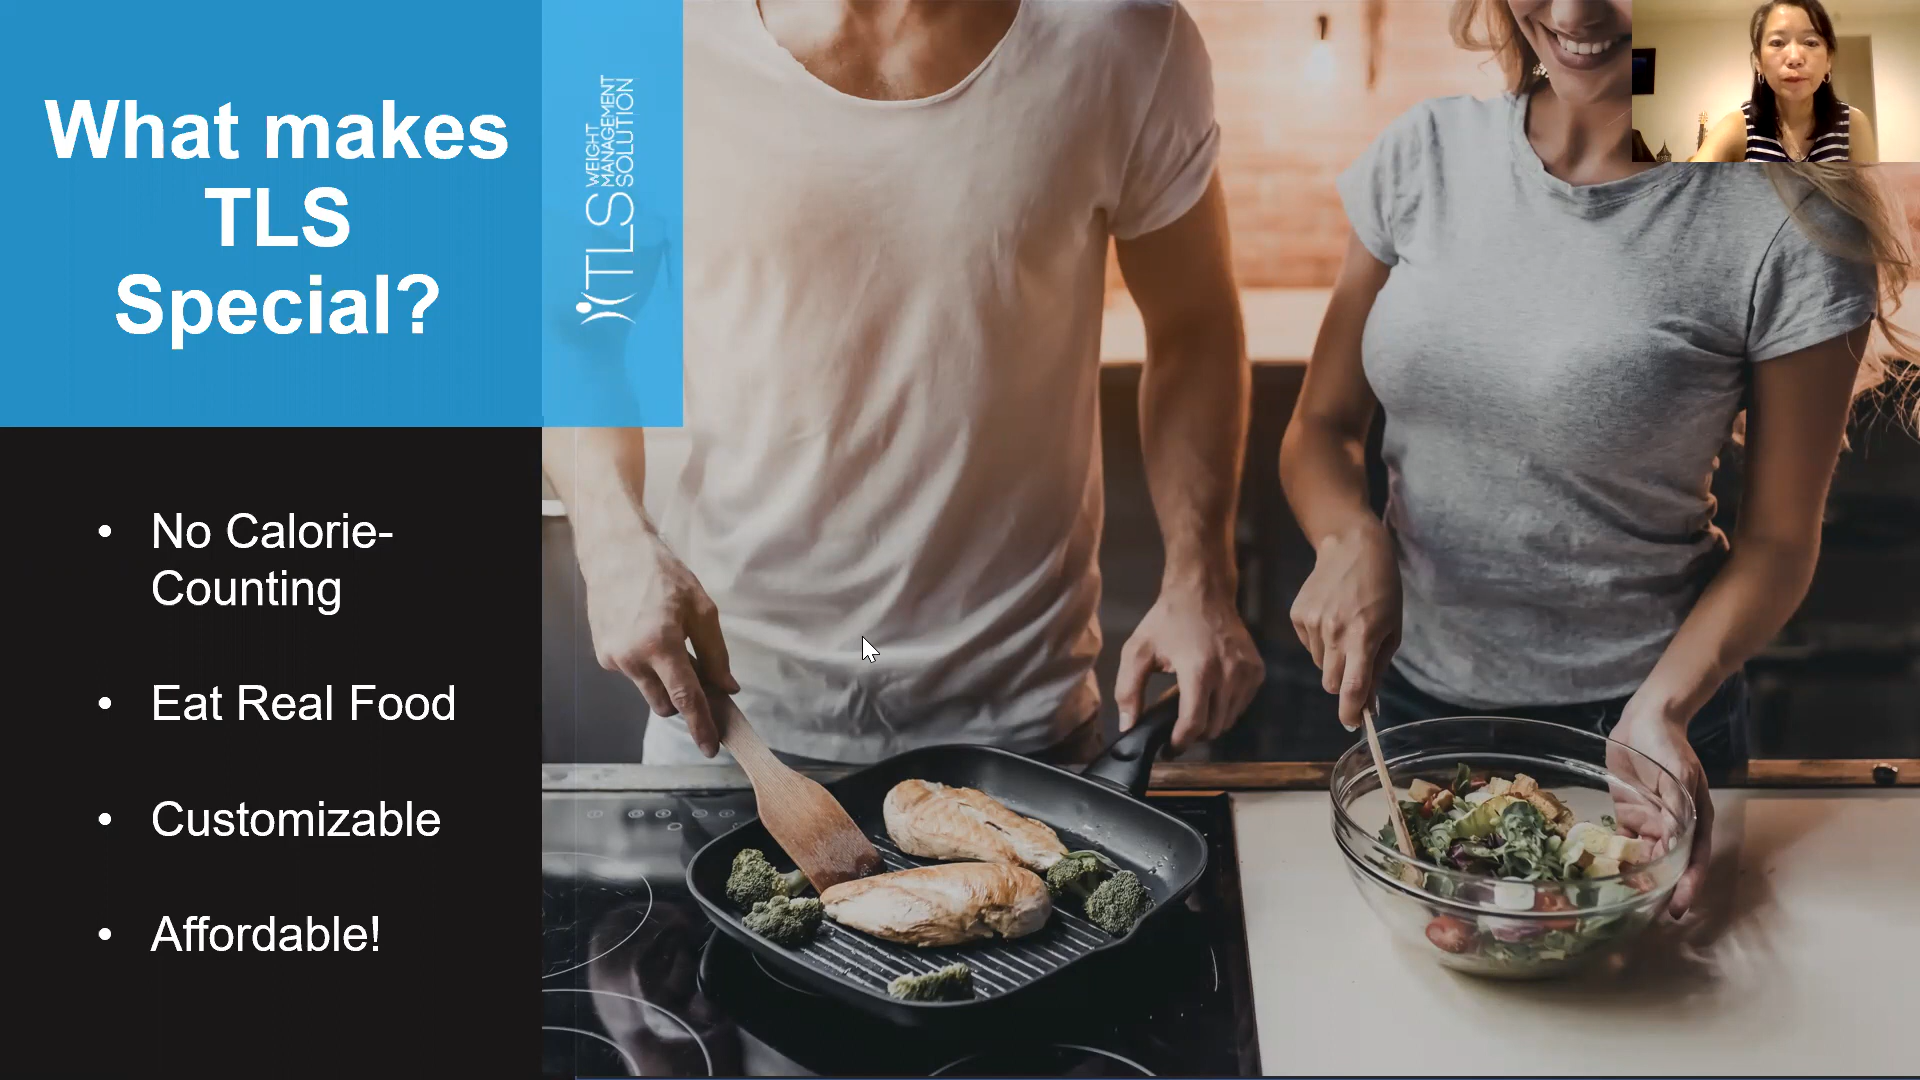 What makes
TLS
Special?
TLS
WEIGHT
MANAGEMENT
SOLUTION
• No Calorie-
Counting
• Eat Real Food
• Customizable
• Affordable!